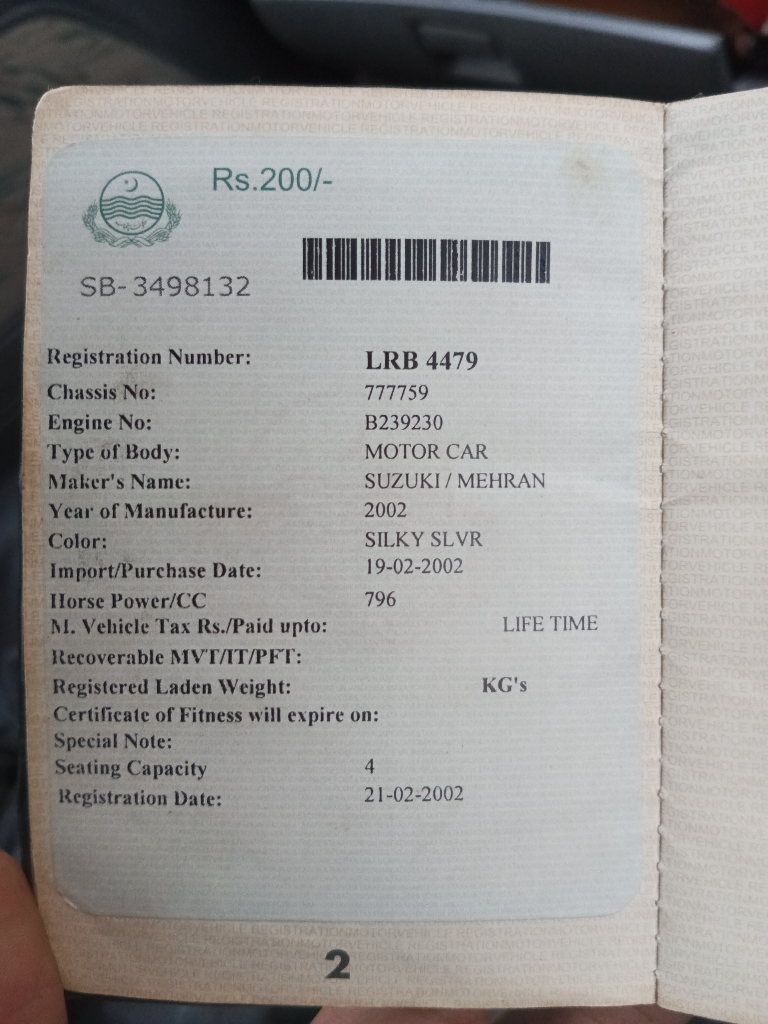 Rs.200/-
SB-3498132
Registration Number: LRB 4479
Chassis No: 777759
Engine No: B239230
Type of Body: MOTOR CAR
Maker's Name: SUZUKI / MEHRAN
Year of Manufacture: 2002
Color: SILKY SLVR
Import/Purchase Date: 19-02-2002
Horse Power/CC 796
M. Vehicle Tax Rs./Paid upto: LIFE TIME
Recoverable MVT/IT/PFT:
Registered Laden Weight: KG's
Certificate of Fitness will expire on:
Special Note:
Seating Capacity 4
Registration Date: 21-02-2002
2